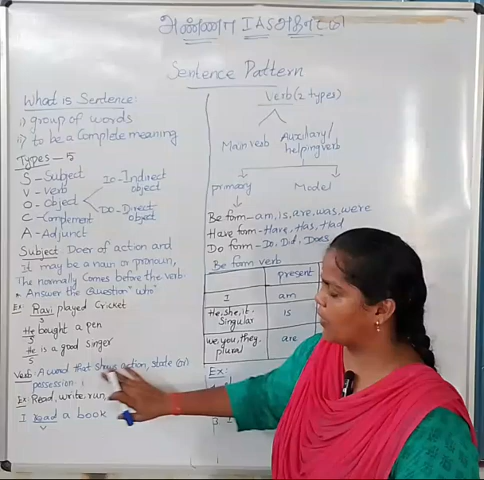 அண்ணா IAS அகாடமி
Sentence Pattern
What is Sentence:
i) group of words
ii) to be a Complete meaning
Types - 5
S - Subject
V - verb
O - Object
IO - Indirect object
DO - Direct object
C - Complement
A - Adjunct
Subject Doer of action and
It may be a noun or pronoun,
The normally Comes before the verb.
* Answer the Question "who"
Ex: Ravi played Cricket
S
He bought a pen
S
He is a good singer
S
Verb: A word that shows action, state (or)
possession
Ex: Read, write run,
I read a book
V
Verb (2 types)
Main verb
Auxiliary/
helping verb
primary
Model
Be form - am, is, are, was, were
Have form - Have, Has, Had
Do form - Do, Did, Does
Be form verb
present
I am
He, she, it, is
Singular
we, you, they, are
plural
Ex: